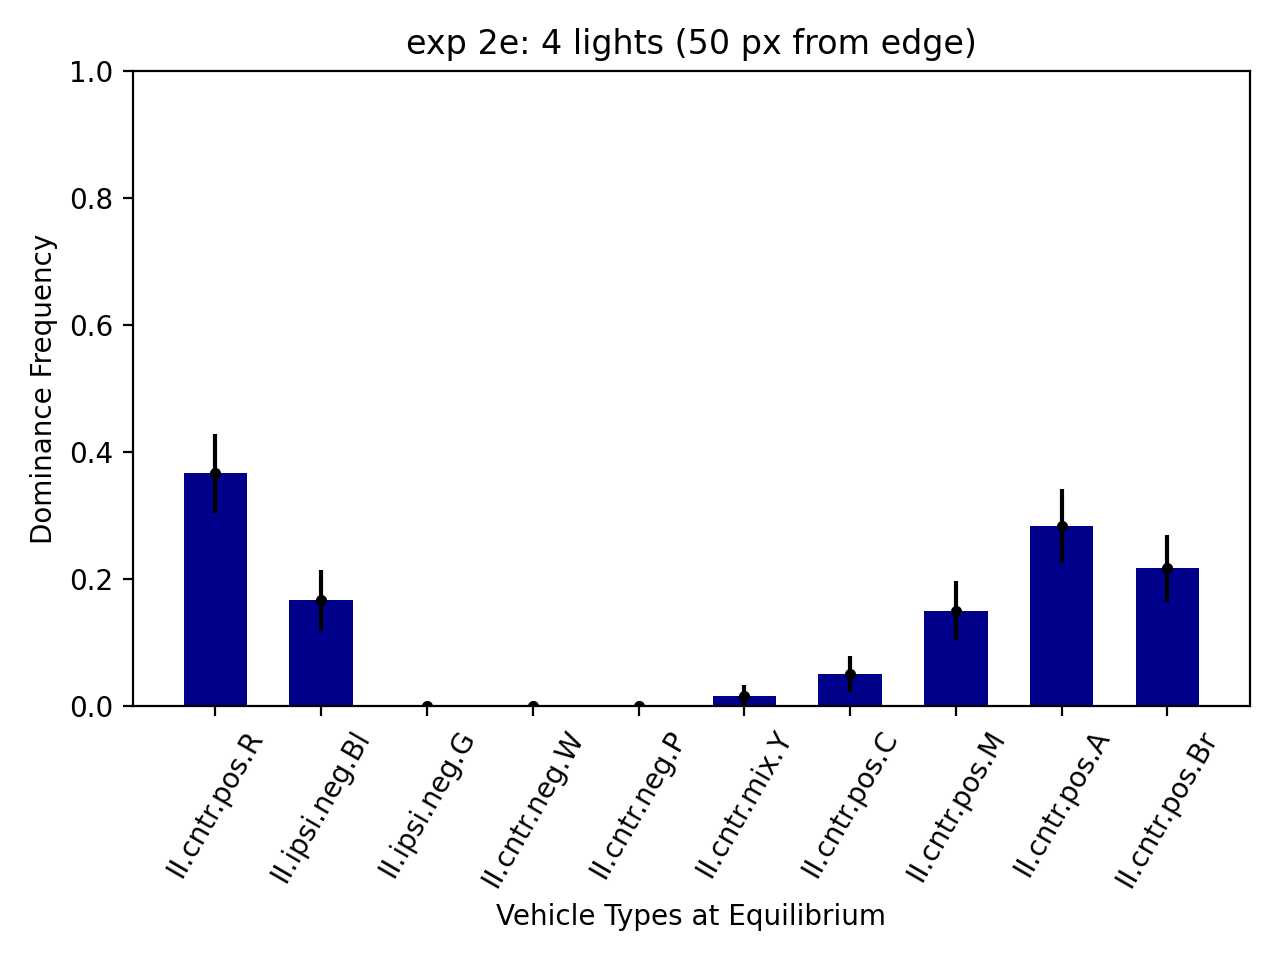 exp 2e: 4 lights (50 px from edge)
Dominance Frequency
1.0
0.8
0.6
0.4
0.2
0.0
II.cntr.pos.R
II.ipsi.neg.Bl
II.ipsi.neg.G
II.cntr.neg.W
II.cntr.neg.P
II.cntr.mix.Y
II.cntr.pos.C
II.cntr.pos.M
II.cntr.pos.A
II.cntr.pos.Br
Vehicle Types at Equilibrium